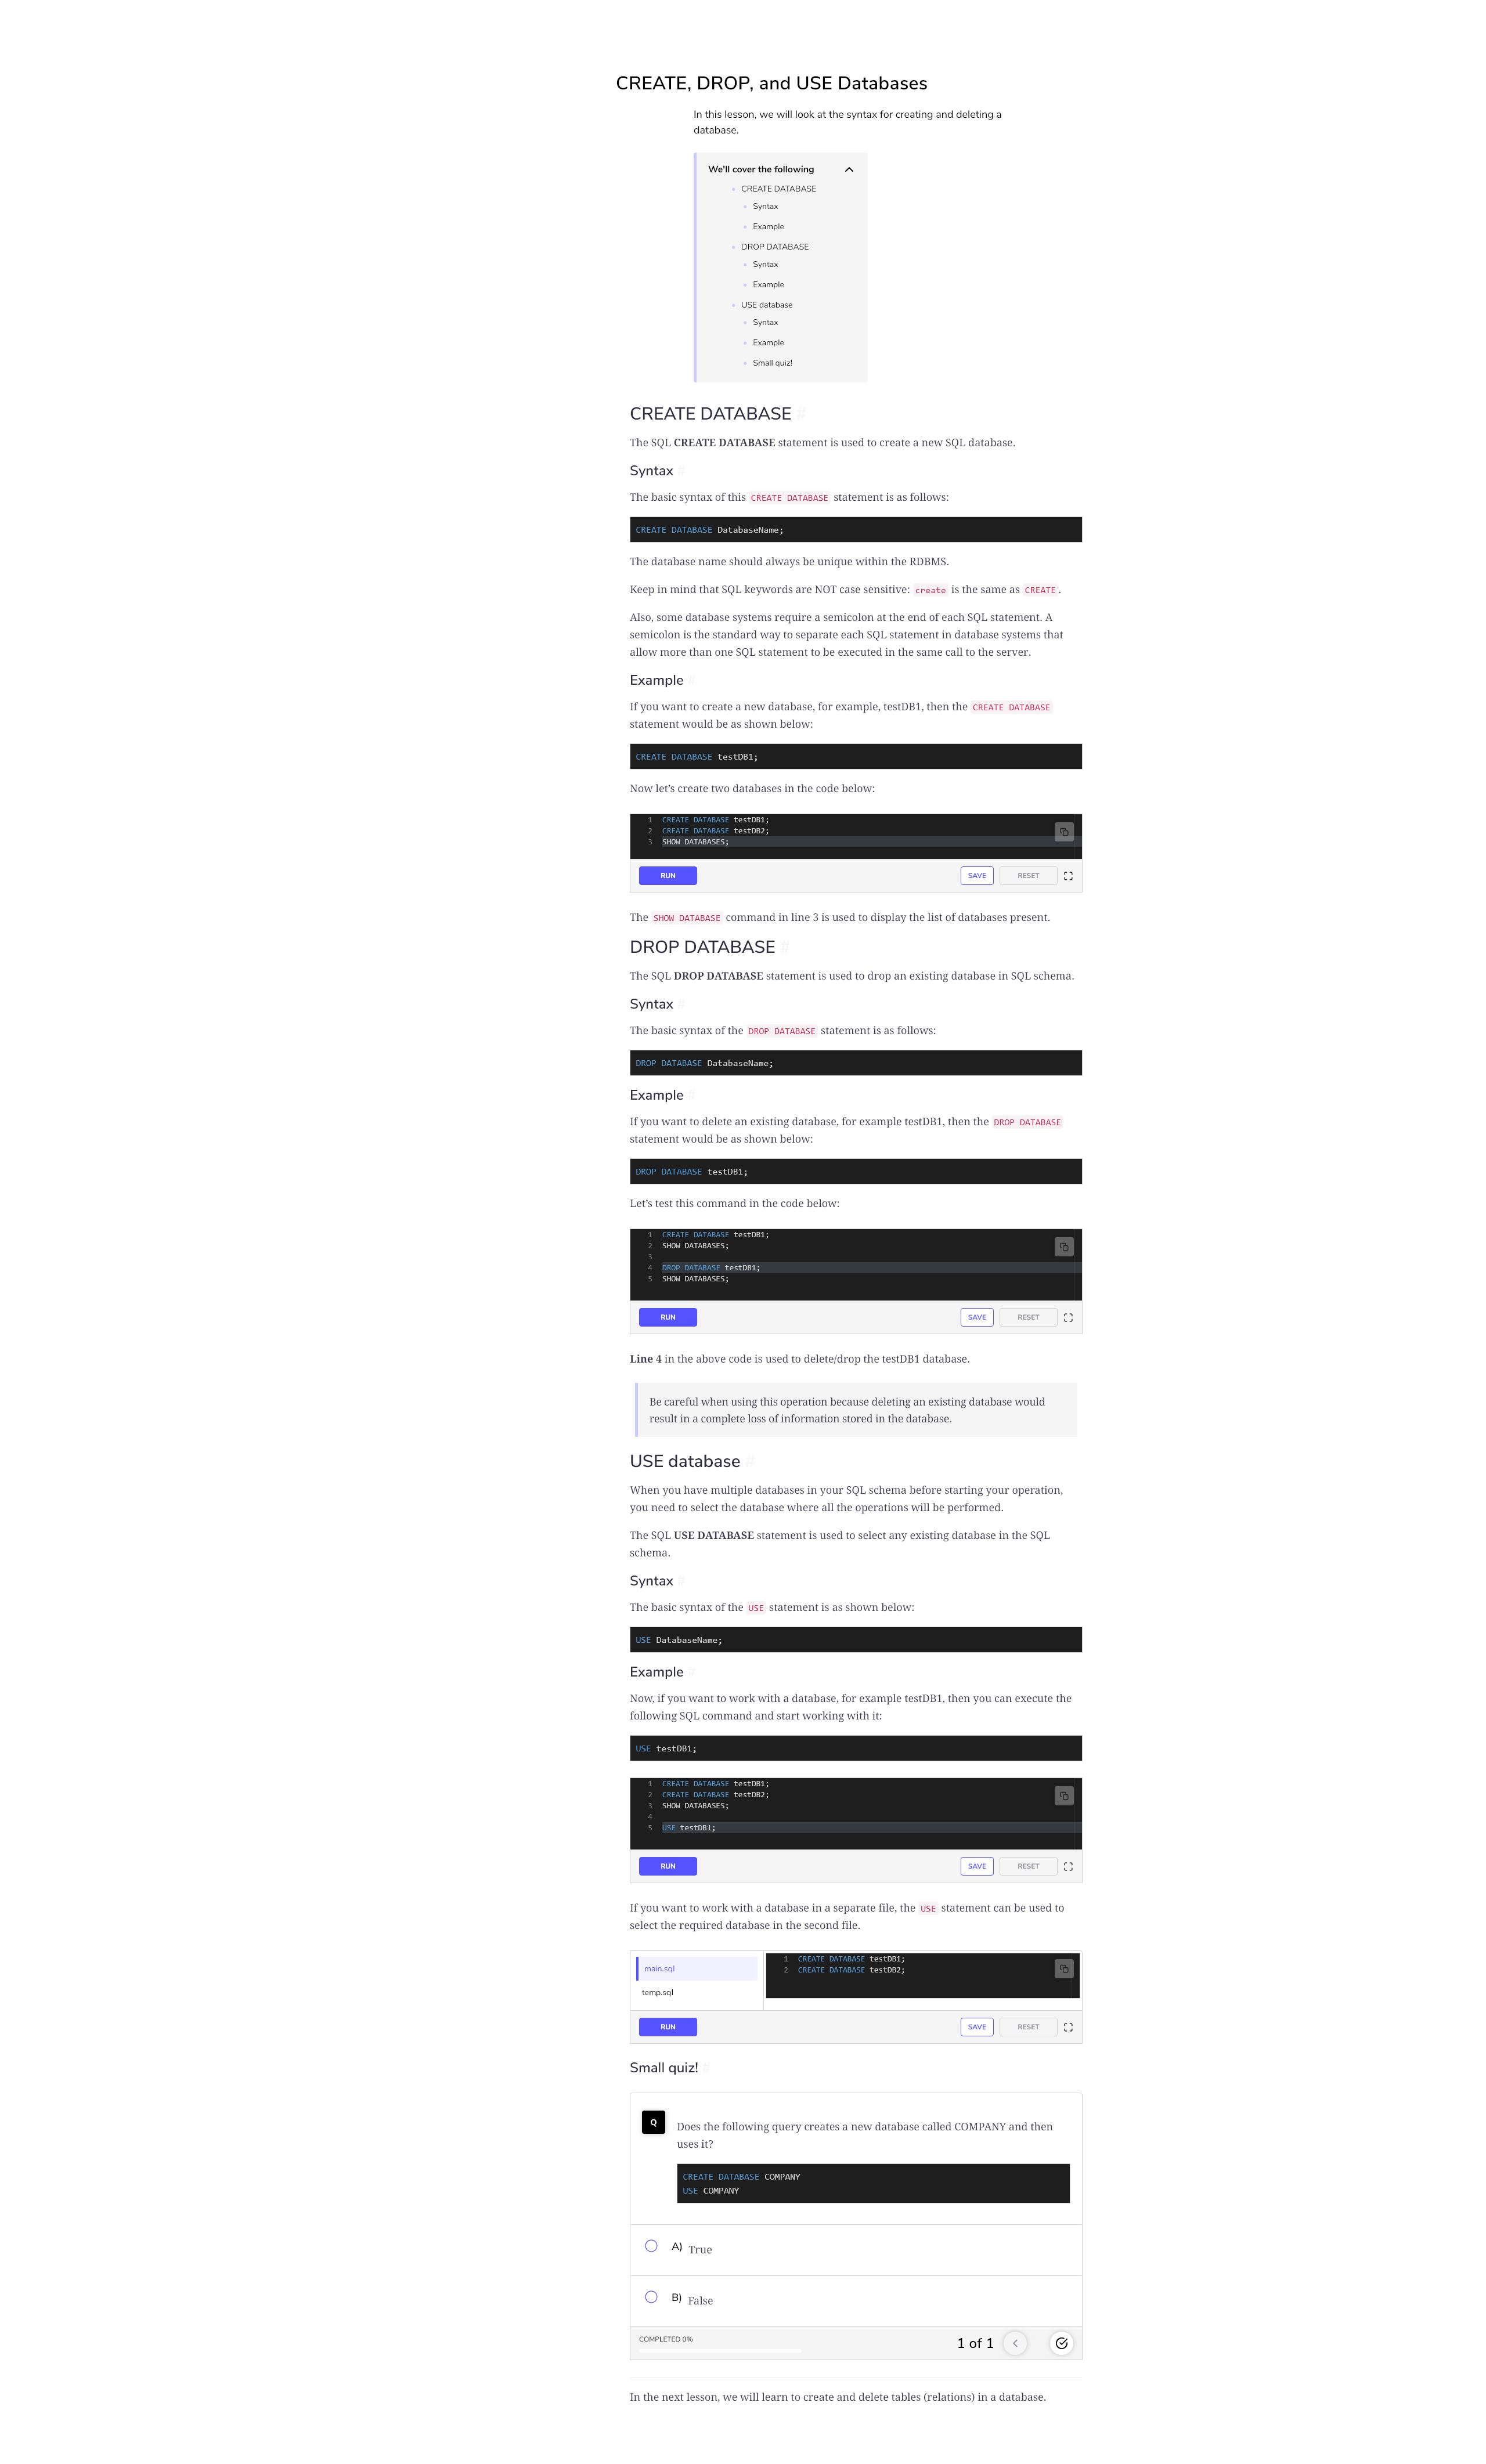 CREATE, DROP, and USE Databases
In this lesson, we will look at the syntax for creating and deleting a
database.
We'll cover the following
CREATE DATABASE
Syntax
Example
DROP DATABASE
Syntax
Example
USE database
Syntax
Example
Small quiz!
CREATE DATABASE #
The SQL CREATE DATABASE statement is used to create a new SQL database.
Syntax #
The basic syntax of this CREATE DATABASE statement is as follows:
CREATE DATABASE DatabaseName;
The database name should always be unique within the RDBMS.
Keep in mind that SQL keywords are NOT case sensitive: create is the same as CREATE.
Also, some database systems require a semicolon at the end of each SQL statement. A
semicolon is the standard way to separate each SQL statement in database systems that
allow more than one SQL statement to be executed in the same call to the server.
Example #
If you want to create a new database, for example, testDB1, then the CREATE DATABASE
statement would be as shown below:
CREATE DATABASE testDB1;
Now let's create two databases in the code below:
1 CREATE DATABASE testDB1;
2 CREATE DATABASE testDB2;
3 SHOW DATABASES;
RUN SAVE RESET
The SHOW DATABASE command in line 3 is used to display the list of databases present.
DROP DATABASE #
The SQL DROP DATABASE statement is used to drop an existing database in SQL schema.
Syntax #
The basic syntax of the DROP DATABASE statement is as follows:
DROP DATABASE DatabaseName;
Example #
If you want to delete an existing database, for example testDB1, then the DROP DATABASE
statement would be as shown below:
DROP DATABASE testDB1;
Let's test this command in the code below:
1 CREATE DATABASE testDB1;
2 SHOW DATABASES;
3
4 DROP DATABASE testDB1;
5 SHOW DATABASES;
RUN SAVE RESET
Line 4 in the above code is used to delete/drop the testDB1 database.
Be careful when using this operation because deleting an existing database would
result in a complete loss of information stored in the database.
USE database #
When you have multiple databases in your SQL schema before starting your operation,
you need to select the database where all the operations will be performed.
The SQL USE DATABASE statement is used to select any existing database in the SQL
schema.
Syntax #
The basic syntax of the USE statement is as shown below:
USE DatabaseName;
Example #
Now, if you want to work with a database, for example testDB1, then you can execute the
following SQL command and start working with it:
USE testDB1;
1 CREATE DATABASE testDB1;
2 CREATE DATABASE testDB2;
3 SHOW DATABASES;
4
5 USE testDB1;
RUN SAVE RESET
If you want to work with a database in a separate file, the USE statement can be used to
select the required database in the second file.
main.sql
temp.sql
1 CREATE DATABASE testDB1;
2 CREATE DATABASE testDB2;
RUN SAVE RESET
Small quiz! #
Q
Does the following query creates a new database called COMPANY and then
uses it?
CREATE DATABASE COMPANY
USE COMPANY
A) True
B) False
COMPLETED 0%
1 of 1
In the next lesson, we will learn to create and delete tables (relations) in a database.